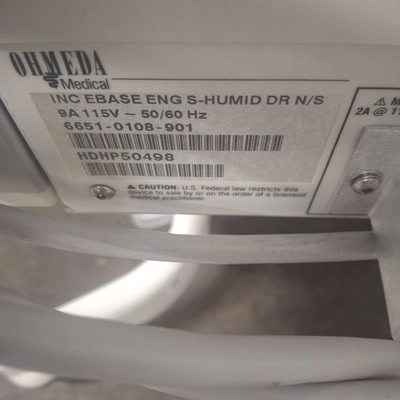 OHMEDA
Medical
INC EBASE ENG S-HUMID DR N/S
9A 115V ~ 50/60 Hz
6651-0108-901
HDHP50498
⚠ CAUTION: U.S. Federal law restricts this
device to sale by or on the order of a licensed
medical practitioner.
2A @